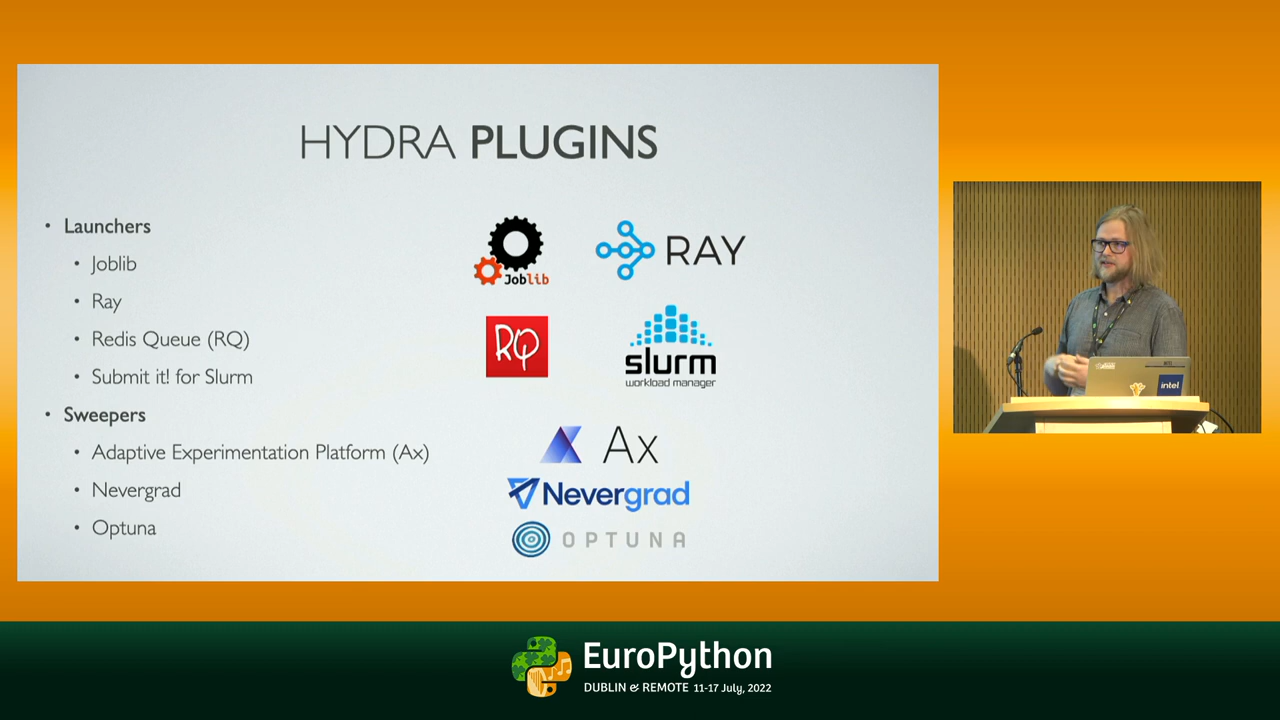 HYDRA PLUGINS
• Launchers
• Joblib
• Ray
• Redis Queue (RQ)
• Submit it! for Slurm
• Sweepers
• Adaptive Experimentation Platform (Ax)
• Nevergrad
• Optuna
Joblib
RAY
RQ
slurm
workload manager
Ax
Nevergrad
OPTUNA
intel
EuroPython
DUBLIN & REMOTE 11-17 July, 2022